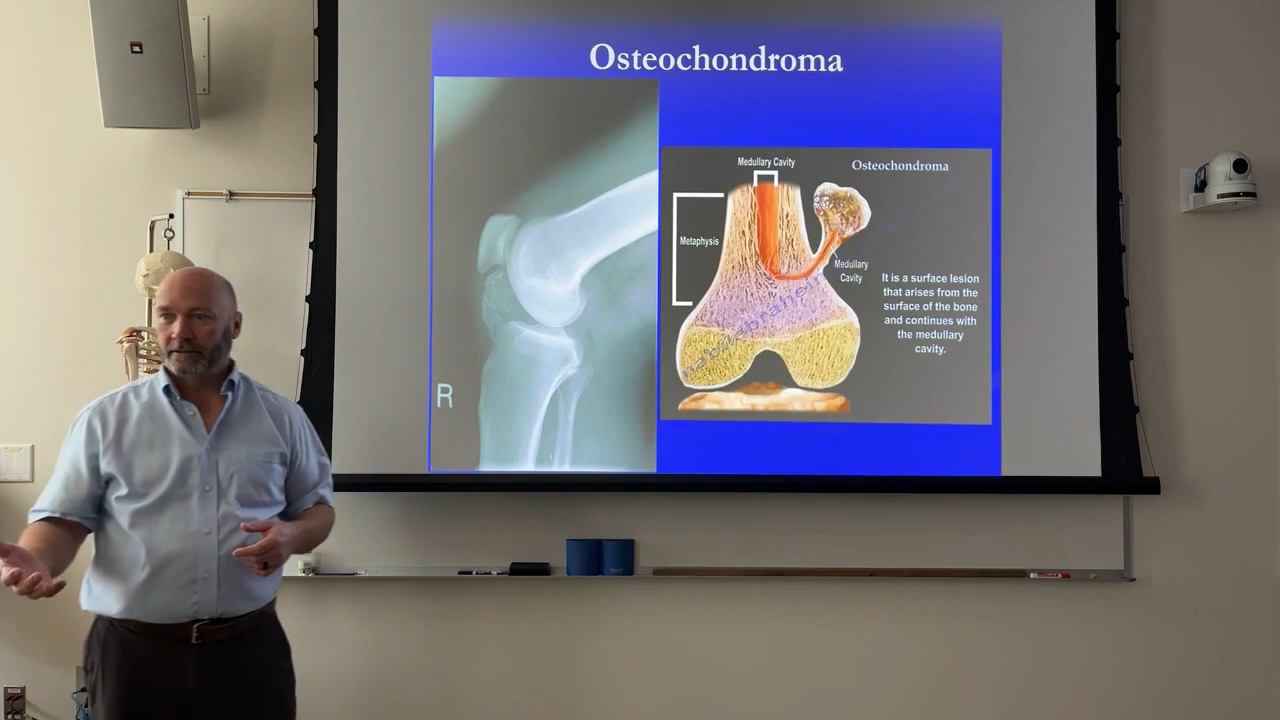 JBL
Osteochondroma
R
Medullary Cavity
Osteochondroma
Metaphysis
Medullary
Cavity
It is a surface lesion
that arises from the
surface of the bone
and continues with
the medullary
cavity.